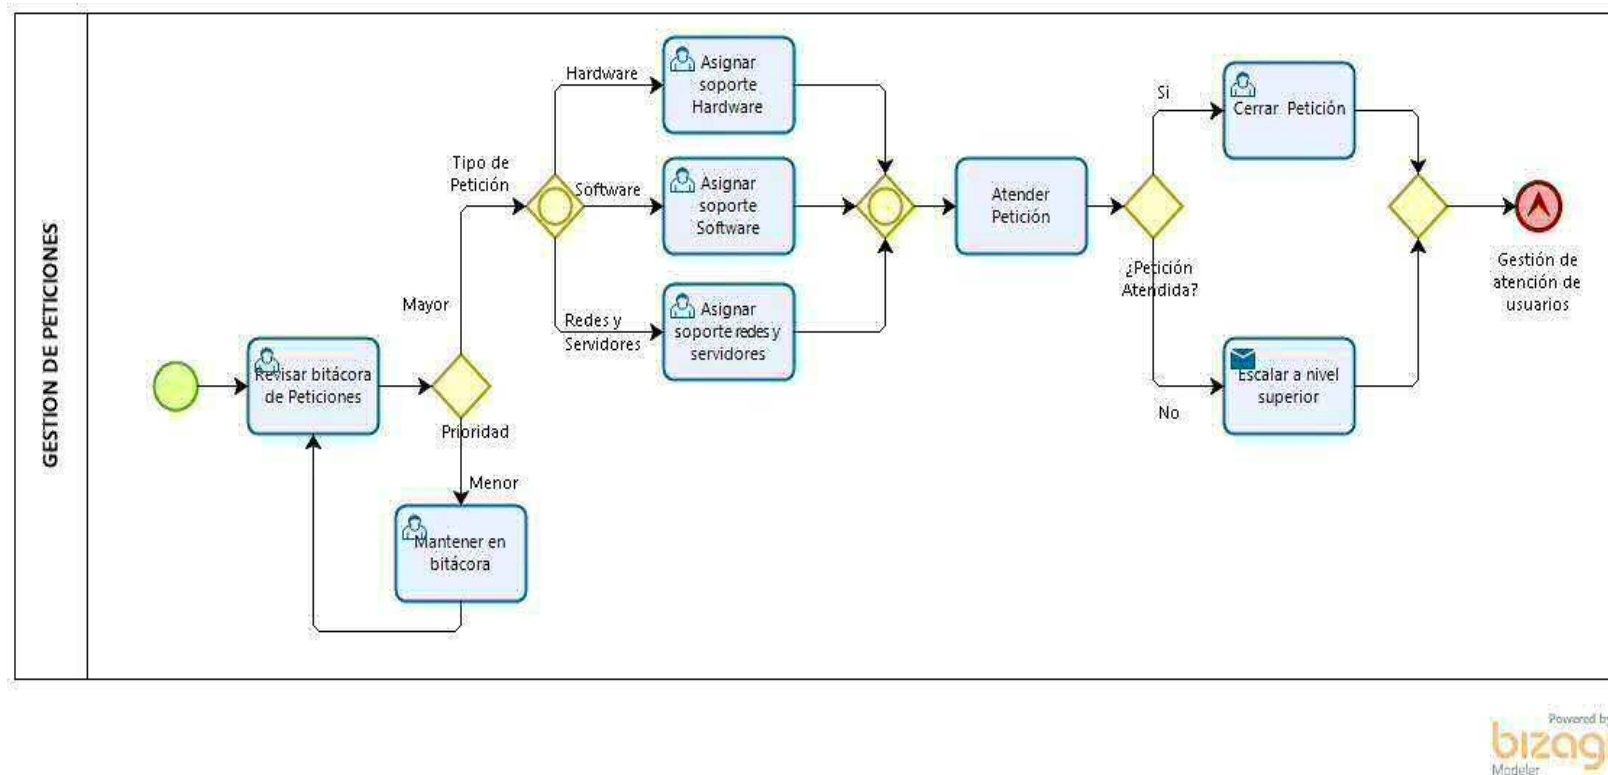 GESTION DE PETICIONES
Revisar bitácora
de Peticiones
Prioridad
Mayor
Menor
Mantener en
bitácora
Tipo de
Petición
Hardware
Software
Redes y
Servidores
Asignar
soporte
Hardware
Asignar
soporte
Software
Asignar
soporte redes y
servidores
Atender
Petición
¿Petición
Atendida?
Si
No
Cerrar Petición
Escalar a nivel
superior
Gestión de
atención de
usuarios
Powered by
bizagi
Modeler